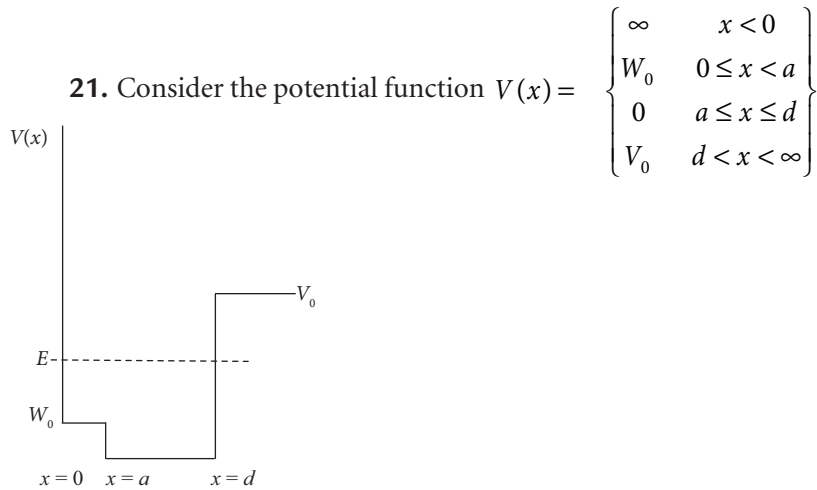 21. Consider the potential function V(x) = { ∞ x < 0
W₀ 0 ≤ x < a
0 a ≤ x ≤ d
V₀ d < x < ∞ }
V(x)
V₀
E
W₀
x = 0 x = a x = d